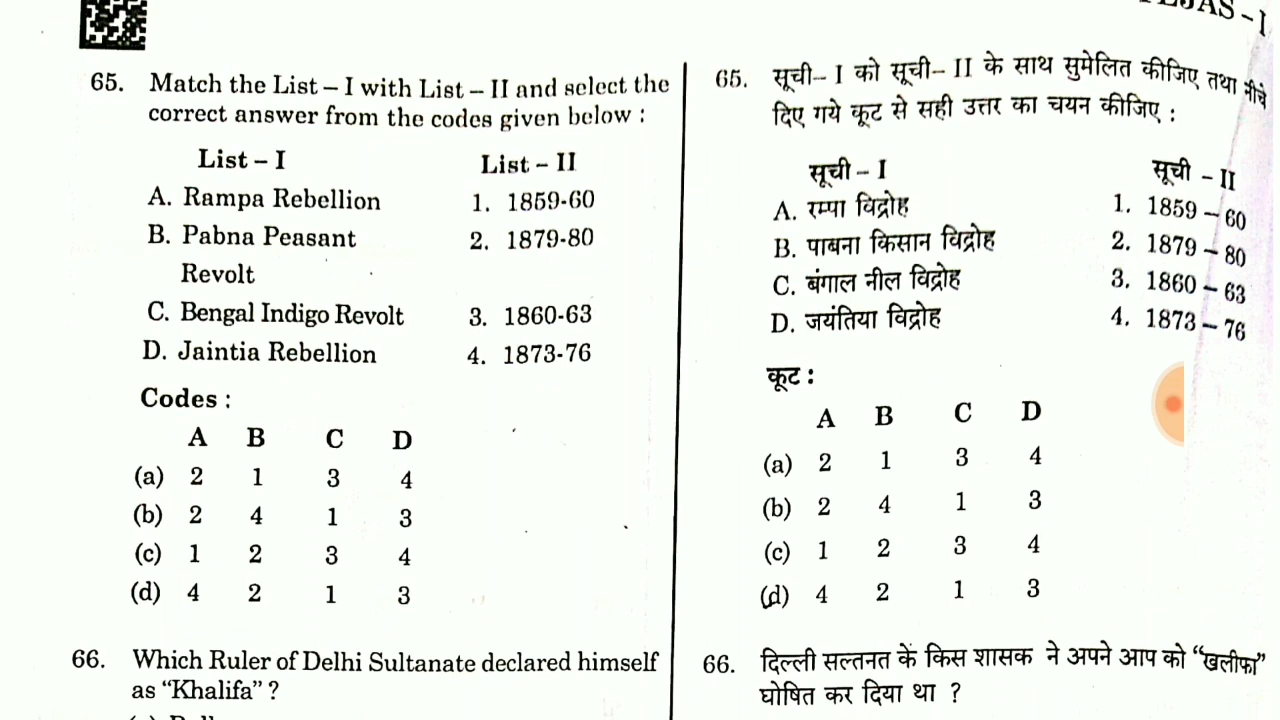 65. Match the List – I with List – II and select the
correct answer from the codes given below :
List – I List – II
A. Rampa Rebellion 1. 1859-60
B. Pabna Peasant 2. 1879-80
Revolt
C. Bengal Indigo Revolt 3. 1860-63
D. Jaintia Rebellion 4. 1873-76
Codes :
A B C D
(a) 2 1 3 4
(b) 2 4 1 3
(c) 1 2 3 4
(d) 4 2 1 3
66. Which Ruler of Delhi Sultanate declared himself
as “Khalifa” ?
65. सूची– I को सूची– II के साथ सुमेलित कीजिए तथा नीचे
दिए गये कूट से सही उत्तर का चयन कीजिए :
सूची – I सूची – II
A. रम्पा विद्रोह 1. 1859 – 60
B. पाबना किसान विद्रोह 2. 1879 – 80
C. बंगाल नील विद्रोह 3. 1860 – 63
D. जयंतिया विद्रोह 4. 1873 – 76
कूट :
A B C D
(a) 2 1 3 4
(b) 2 4 1 3
(c) 1 2 3 4
(d) 4 2 1 3
66. दिल्ली सल्तनत के किस शासक ने अपने आप को “खलीफा”
घोषित कर दिया था ?